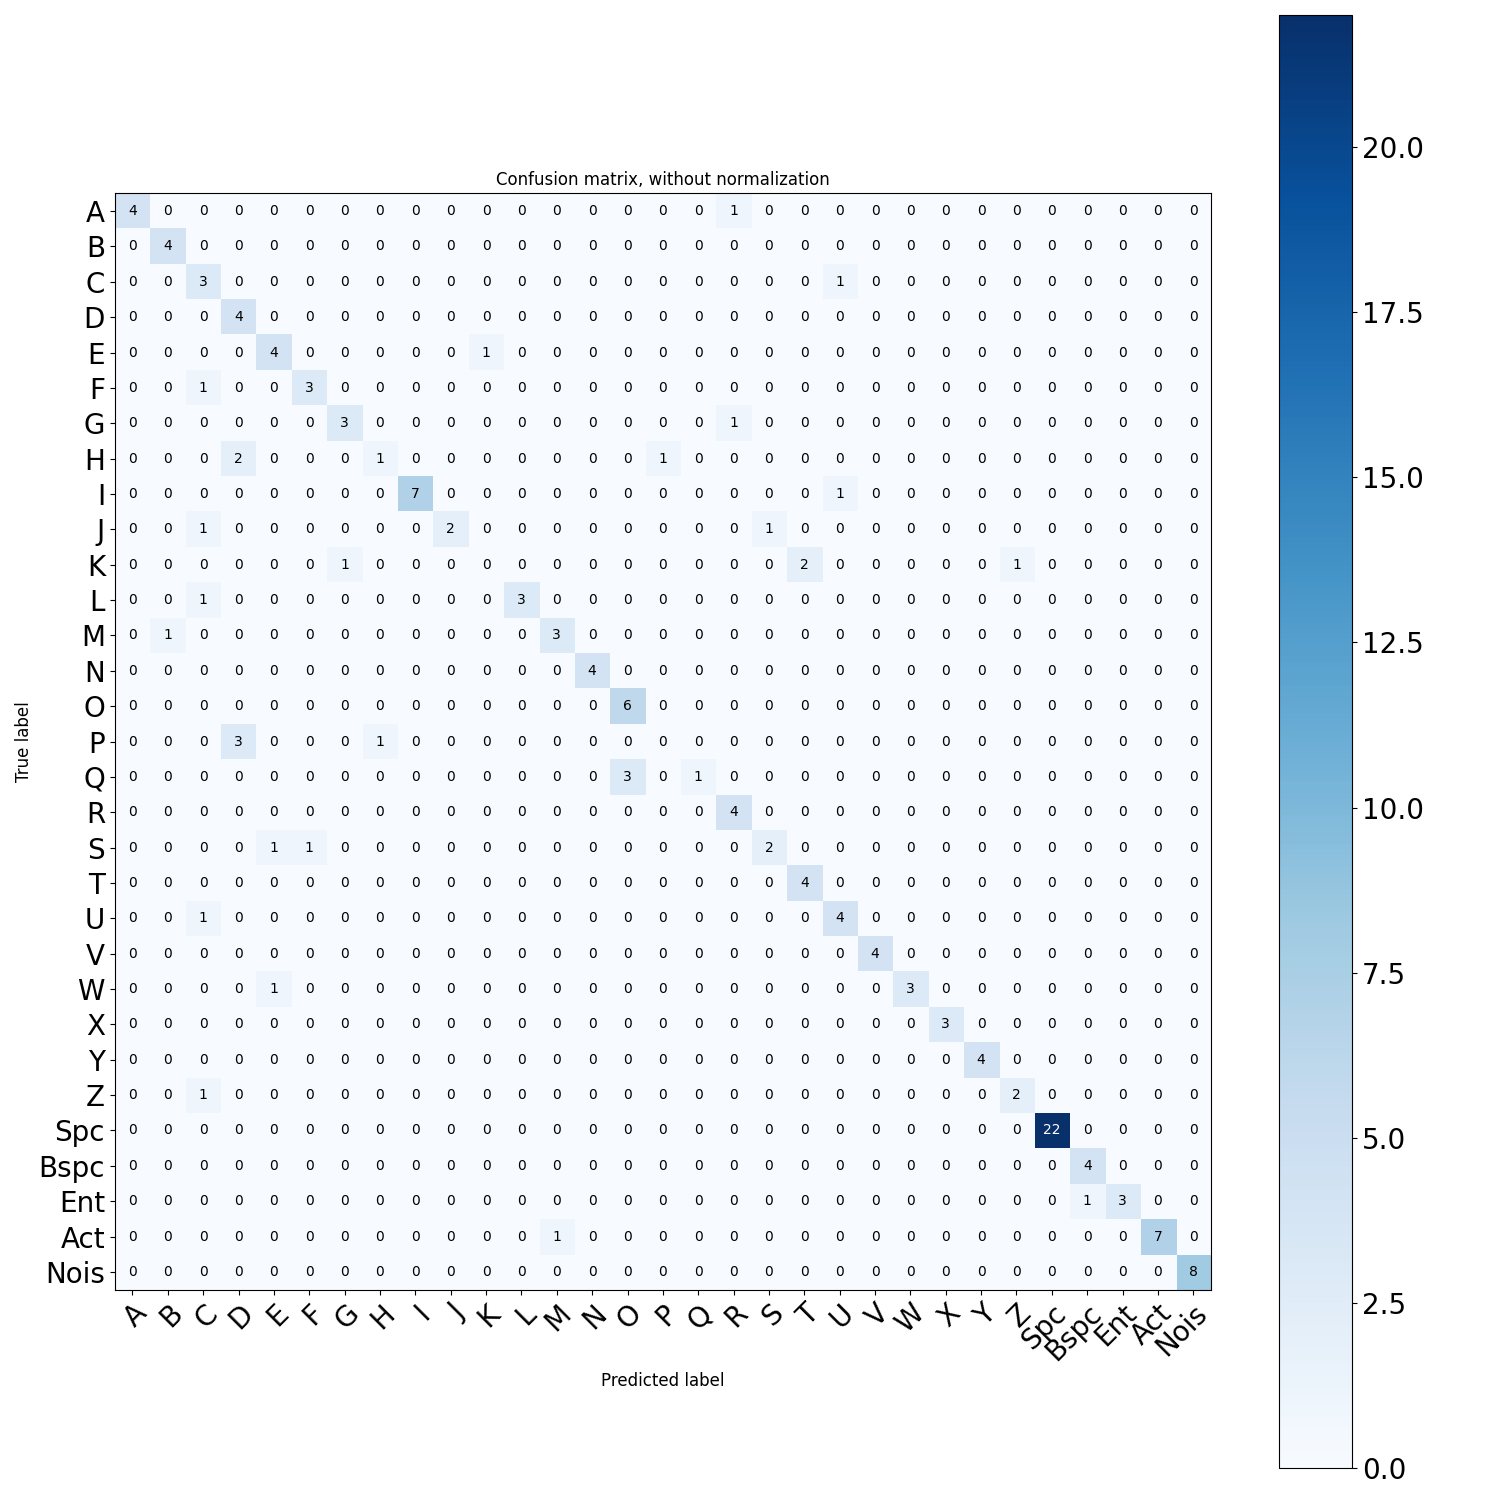 Confusion matrix, without normalization
A 4 0 0 0 0 0 0 0 0 0 0 0 0 0 0 0 0 1 0 0 0 0 0 0 0 0 0 0 0 0 0
B 0 4 0 0 0 0 0 0 0 0 0 0 0 0 0 0 0 0 0 0 0 0 0 0 0 0 0 0 0 0 0
C 0 0 3 0 0 0 0 0 0 0 0 0 0 0 0 0 0 0 0 0 1 0 0 0 0 0 0 0 0 0 0
D 0 0 0 4 0 0 0 0 0 0 0 0 0 0 0 0 0 0 0 0 0 0 0 0 0 0 0 0 0 0 0
E 0 0 0 0 4 0 0 0 0 0 1 0 0 0 0 0 0 0 0 0 0 0 0 0 0 0 0 0 0 0 0
F 0 0 1 0 0 3 0 0 0 0 0 0 0 0 0 0 0 0 0 0 0 0 0 0 0 0 0 0 0 0 0
G 0 0 0 0 0 0 3 0 0 0 0 0 0 0 0 0 0 1 0 0 0 0 0 0 0 0 0 0 0 0 0
H 0 0 0 2 0 0 0 1 0 0 0 0 0 0 0 1 0 0 0 0 0 0 0 0 0 0 0 0 0 0 0
I 0 0 0 0 0 0 0 0 7 0 0 0 0 0 0 0 0 0 0 0 1 0 0 0 0 0 0 0 0 0 0
J 0 0 1 0 0 0 0 0 0 2 0 0 0 0 0 0 0 0 1 0 0 0 0 0 0 0 0 0 0 0 0
K 0 0 0 0 0 0 1 0 0 0 0 0 0 0 0 0 0 0 0 2 0 0 0 0 0 1 0 0 0 0 0
L 0 0 1 0 0 0 0 0 0 0 0 3 0 0 0 0 0 0 0 0 0 0 0 0 0 0 0 0 0 0 0
M 0 1 0 0 0 0 0 0 0 0 0 0 3 0 0 0 0 0 0 0 0 0 0 0 0 0 0 0 0 0 0
N 0 0 0 0 0 0 0 0 0 0 0 0 0 4 0 0 0 0 0 0 0 0 0 0 0 0 0 0 0 0 0
O 0 0 0 0 0 0 0 0 0 0 0 0 0 0 6 0 0 0 0 0 0 0 0 0 0 0 0 0 0 0 0
P 0 0 0 3 0 0 0 1 0 0 0 0 0 0 0 0 0 0 0 0 0 0 0 0 0 0 0 0 0 0 0
Q 0 0 0 0 0 0 0 0 0 0 0 0 0 0 3 0 1 0 0 0 0 0 0 0 0 0 0 0 0 0 0
R 0 0 0 0 0 0 0 0 0 0 0 0 0 0 0 0 0 4 0 0 0 0 0 0 0 0 0 0 0 0 0
S 0 0 0 0 1 1 0 0 0 0 0 0 0 0 0 0 0 0 2 0 0 0 0 0 0 0 0 0 0 0 0
T 0 0 0 0 0 0 0 0 0 0 0 0 0 0 0 0 0 0 0 4 0 0 0 0 0 0 0 0 0 0 0
U 0 0 1 0 0 0 0 0 0 0 0 0 0 0 0 0 0 0 0 0 4 0 0 0 0 0 0 0 0 0 0
V 0 0 0 0 0 0 0 0 0 0 0 0 0 0 0 0 0 0 0 0 0 4 0 0 0 0 0 0 0 0 0
W 0 0 0 0 1 0 0 0 0 0 0 0 0 0 0 0 0 0 0 0 0 0 3 0 0 0 0 0 0 0 0
X 0 0 0 0 0 0 0 0 0 0 0 0 0 0 0 0 0 0 0 0 0 0 0 3 0 0 0 0 0 0 0
Y 0 0 0 0 0 0 0 0 0 0 0 0 0 0 0 0 0 0 0 0 0 0 0 0 4 0 0 0 0 0 0
Z 0 0 1 0 0 0 0 0 0 0 0 0 0 0 0 0 0 0 0 0 0 0 0 0 0 2 0 0 0 0 0
Spc 0 0 0 0 0 0 0 0 0 0 0 0 0 0 0 0 0 0 0 0 0 0 0 0 0 0 22 0 0 0 0
Bspc 0 0 0 0 0 0 0 0 0 0 0 0 0 0 0 0 0 0 0 0 0 0 0 0 0 0 0 4 0 0 0
Ent 0 0 0 0 0 0 0 0 0 0 0 0 0 0 0 0 0 0 0 0 0 0 0 0 0 0 0 1 3 0 0
Act 0 0 0 0 0 0 0 0 0 0 0 0 1 0 0 0 0 0 0 0 0 0 0 0 0 0 0 0 0 7 0
Nois 0 0 0 0 0 0 0 0 0 0 0 0 0 0 0 0 0 0 0 0 0 0 0 0 0 0 0 0 0 0 8
A B C D E F G H I J K L M N O P Q R S T U V W X Y Z Spc Bspc Ent Act Nois
Predicted label
True label
20.0
17.5
15.0
12.5
10.0
7.5
5.0
2.5
0.0